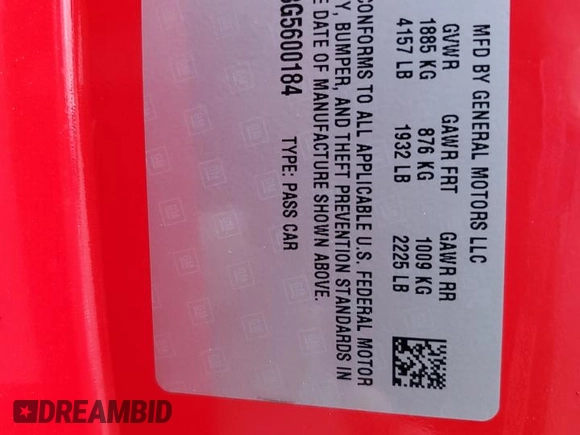 MFD BY GENERAL MOTORS LLC
GVWR GAWR FRT GAWR RR
1885 KG 876 KG 1009 KG
4157 LB 1932 LB 2225 LB
CONFORMS TO ALL APPLICABLE U.S. FEDERAL MOTOR
Y, BUMPER, AND THEFT PREVENTION STANDARDS IN
E DATE OF MANUFACTURE SHOWN ABOVE.
G5600184 TYPE: PASS CAR
DREAMBID